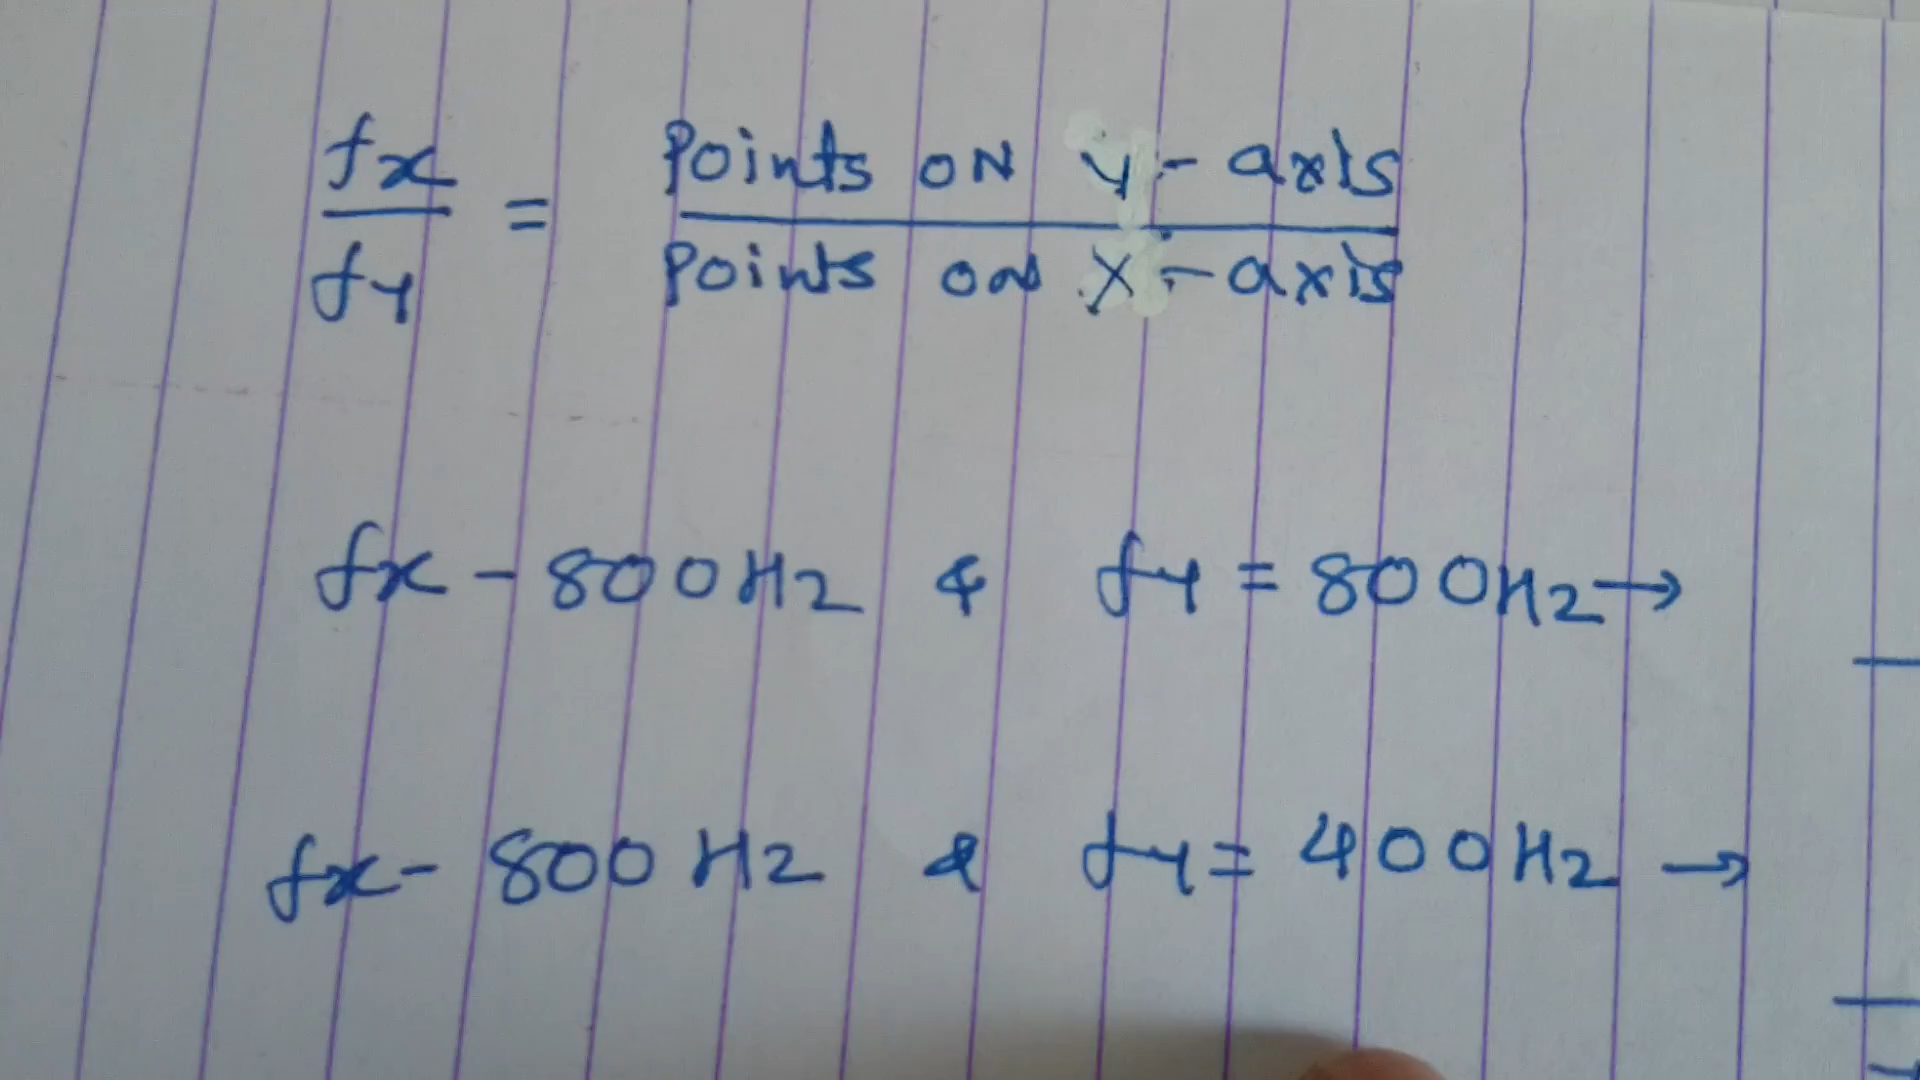 fx / fy = Points on y - axis / Points on X - axis
fx - 800Hz & fy = 800Hz →
fx - 800 Hz & fy = 400Hz →